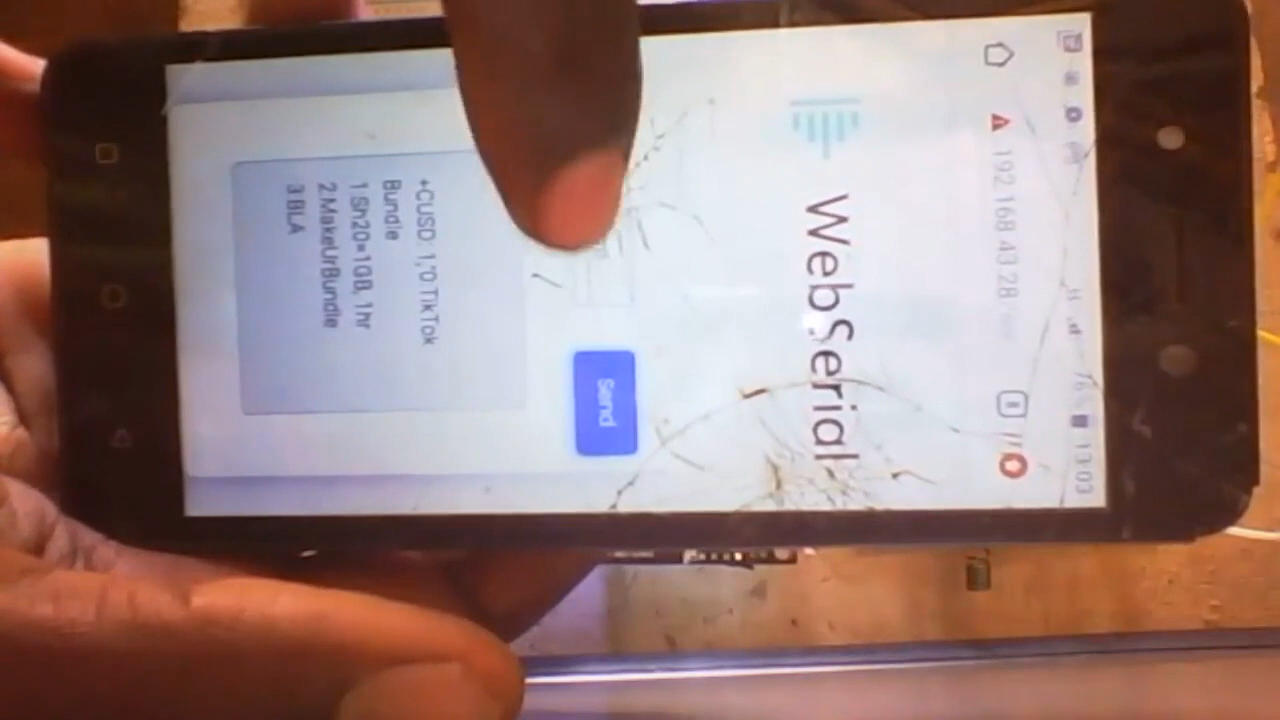 13:03
192.168.43.28
WebSerial
Send
+CUSD: 1,"0.TikTok
Bundle
1.Sh20=1GB, 1hr
2.MakeUrBundle
3.BLA